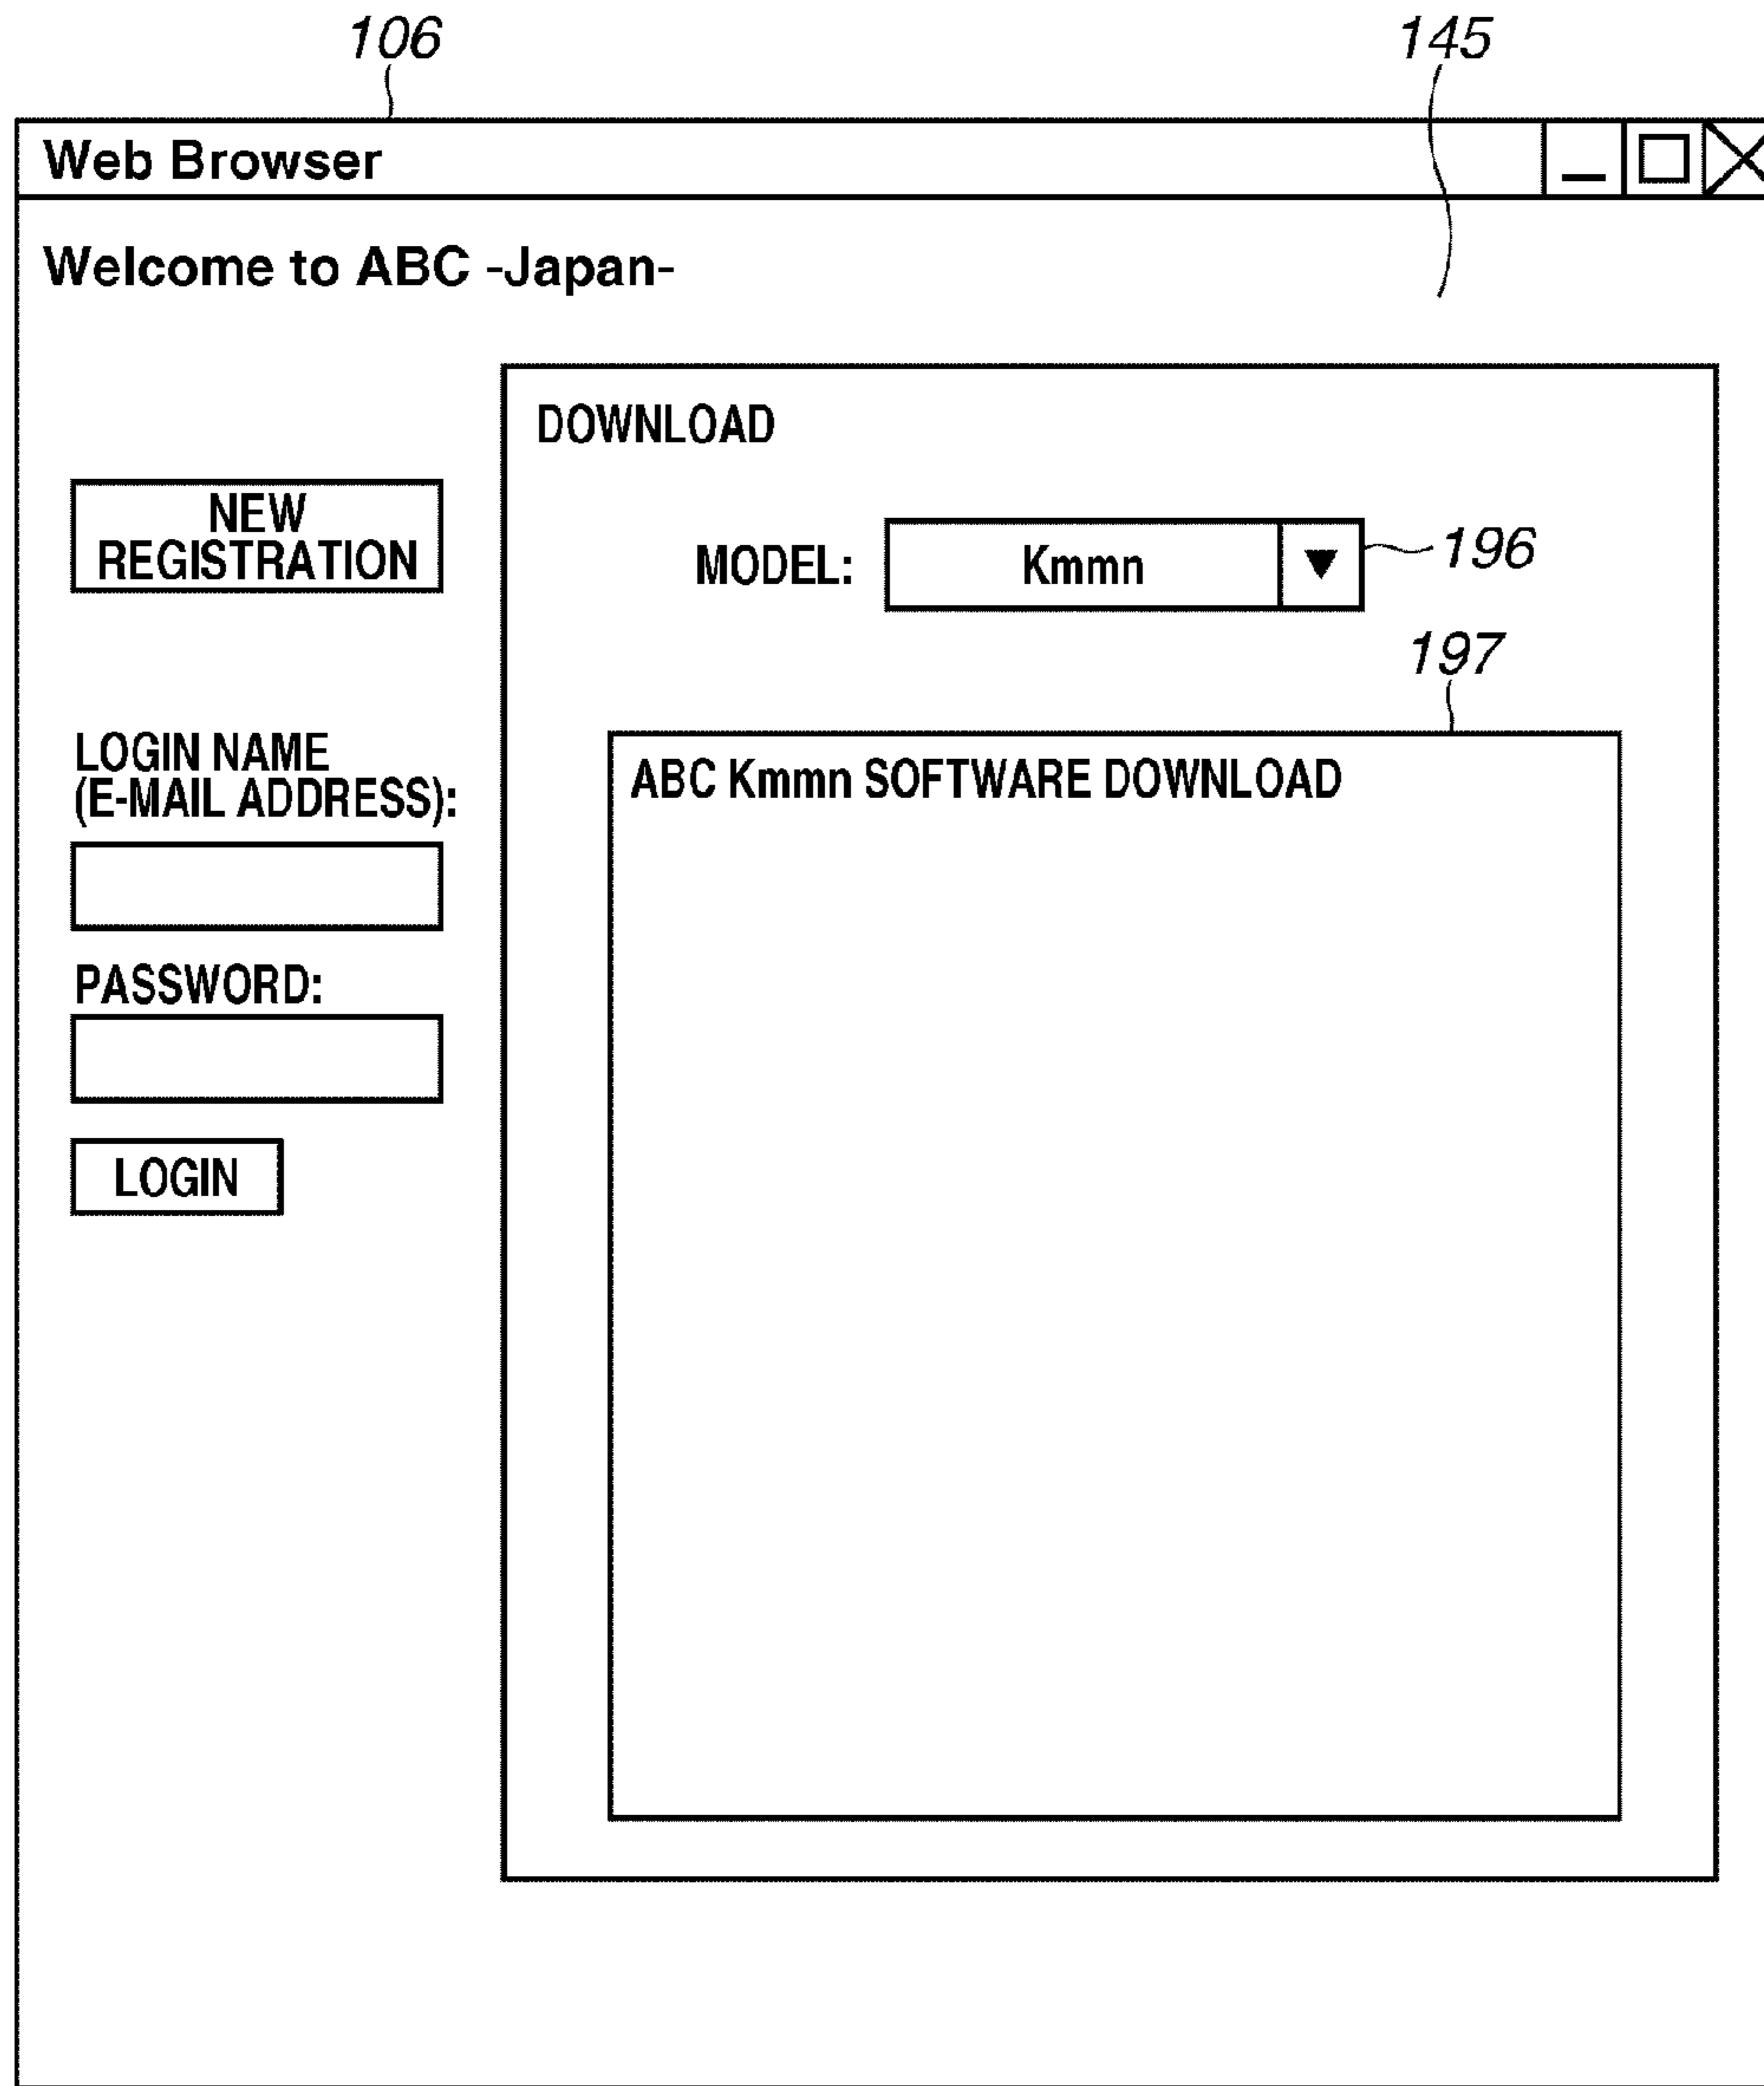 106
145
Web Browser
Welcome to ABC -Japan-
DOWNLOAD
NEW
REGISTRATION
MODEL:
Kmmn
196
197
LOGIN NAME
(E-MAIL ADDRESS):
ABC Kmmn SOFTWARE DOWNLOAD
PASSWORD:
LOGIN